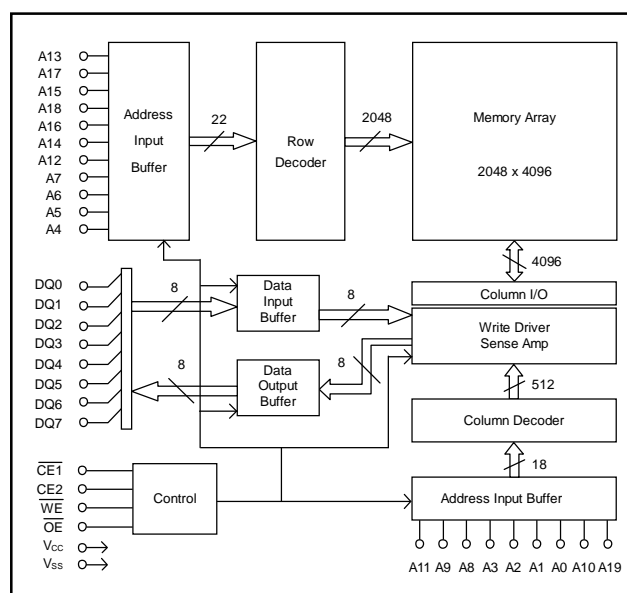 A13
A17
A15
A18
A16
A14
A12
A7
A6
A5
A4
Address
Input
Buffer
22
Row
Decoder
2048
Memory Array
2048 x 4096
4096
DQ0
DQ1
DQ2
DQ3
DQ4
DQ5
DQ6
DQ7
8
Data
Input
Buffer
8
Column I/O
Write Driver
Sense Amp
8
Data
Output
Buffer
8
512
Column Decoder
18
CE1
CE2
WE
OE
Vcc
Vss
Control
Address Input Buffer
A11 A9 A8 A3 A2 A1 A0 A10 A19